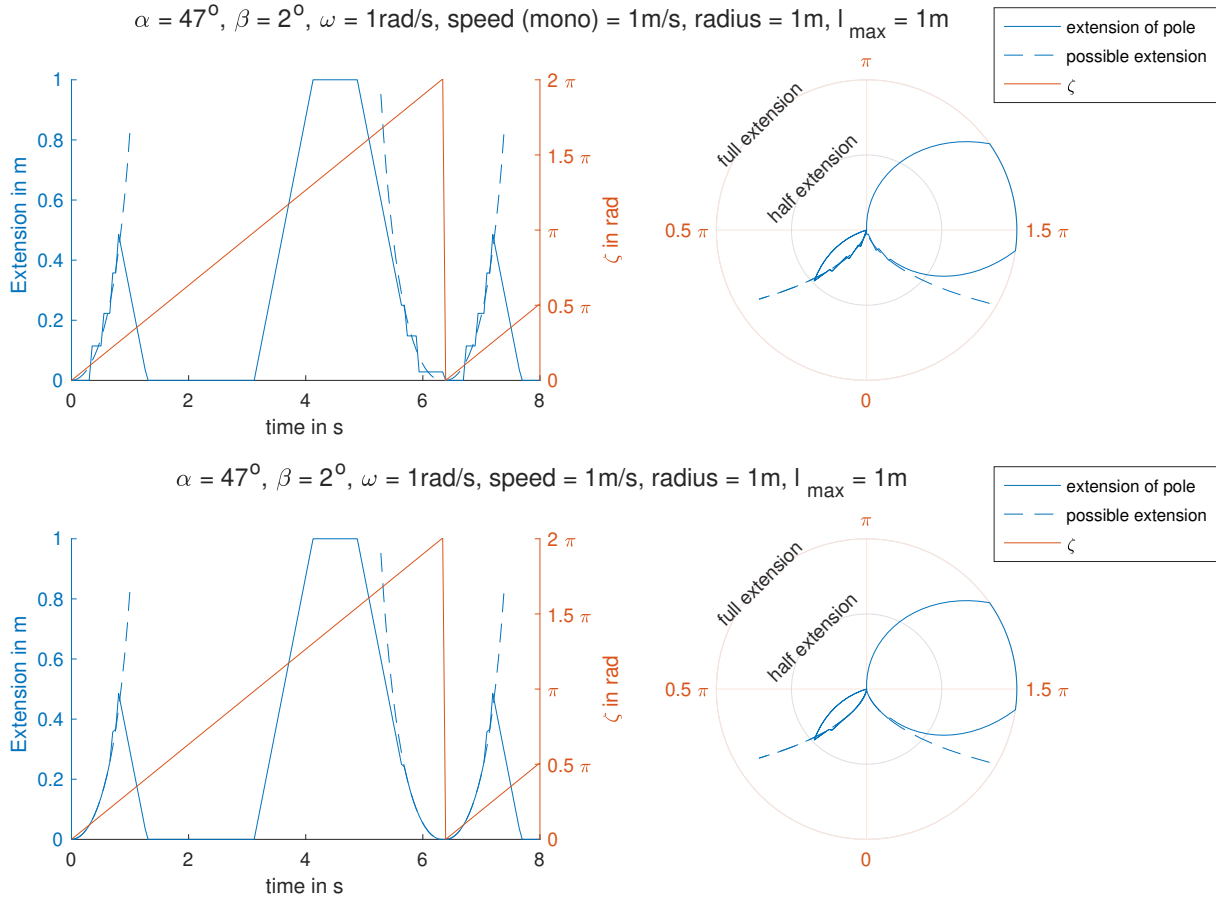 α = 47°, β = 2°, ω = 1rad/s, speed (mono) = 1m/s, radius = 1m, l_max = 1m
extension of pole
possible extension
ζ
Extension in m
1
0.8
0.6
0.4
0.2
0
2 π
1.5 π
π
0.5 π
0
ζ in rad
0
2
4
6
8
time in s
π
full extension
half extension
0.5 π
1.5 π
0
α = 47°, β = 2°, ω = 1rad/s, speed = 1m/s, radius = 1m, l_max = 1m
extension of pole
possible extension
ζ
Extension in m
1
0.8
0.6
0.4
0.2
0
2 π
1.5 π
π
0.5 π
0
ζ in rad
0
2
4
6
8
time in s
π
full extension
half extension
0.5 π
1.5 π
0